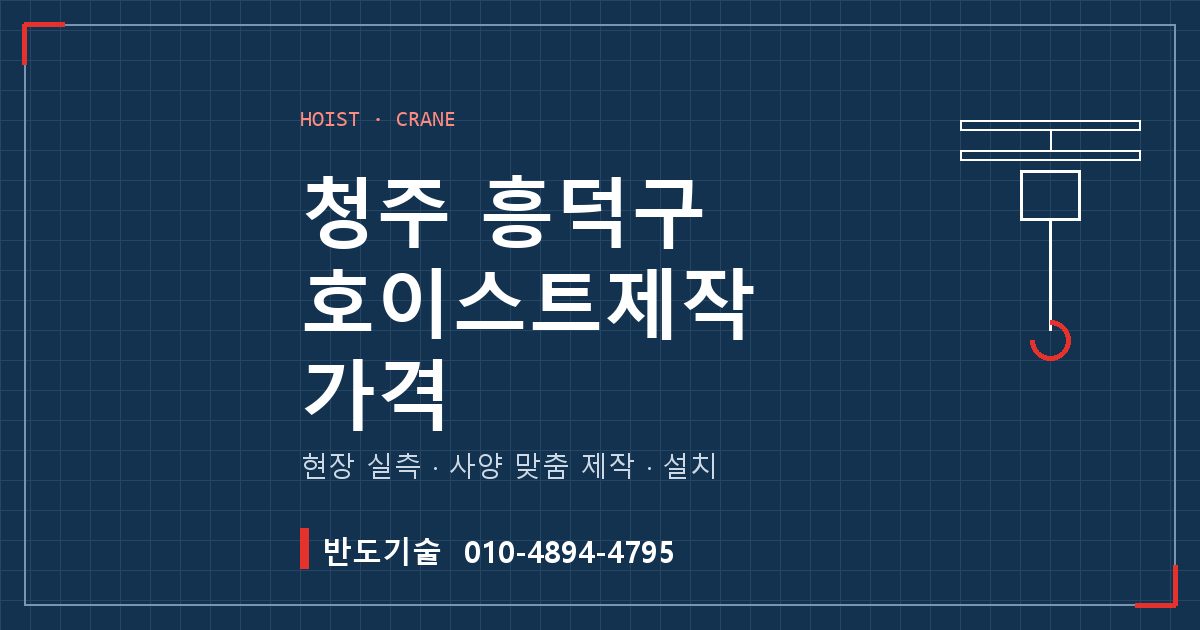 HOIST · CRANE
청주 흥덕구
호이스트제작
가격
현장 실측 · 사양 맞춤 제작 · 설치
반도기술 010-4894-4795